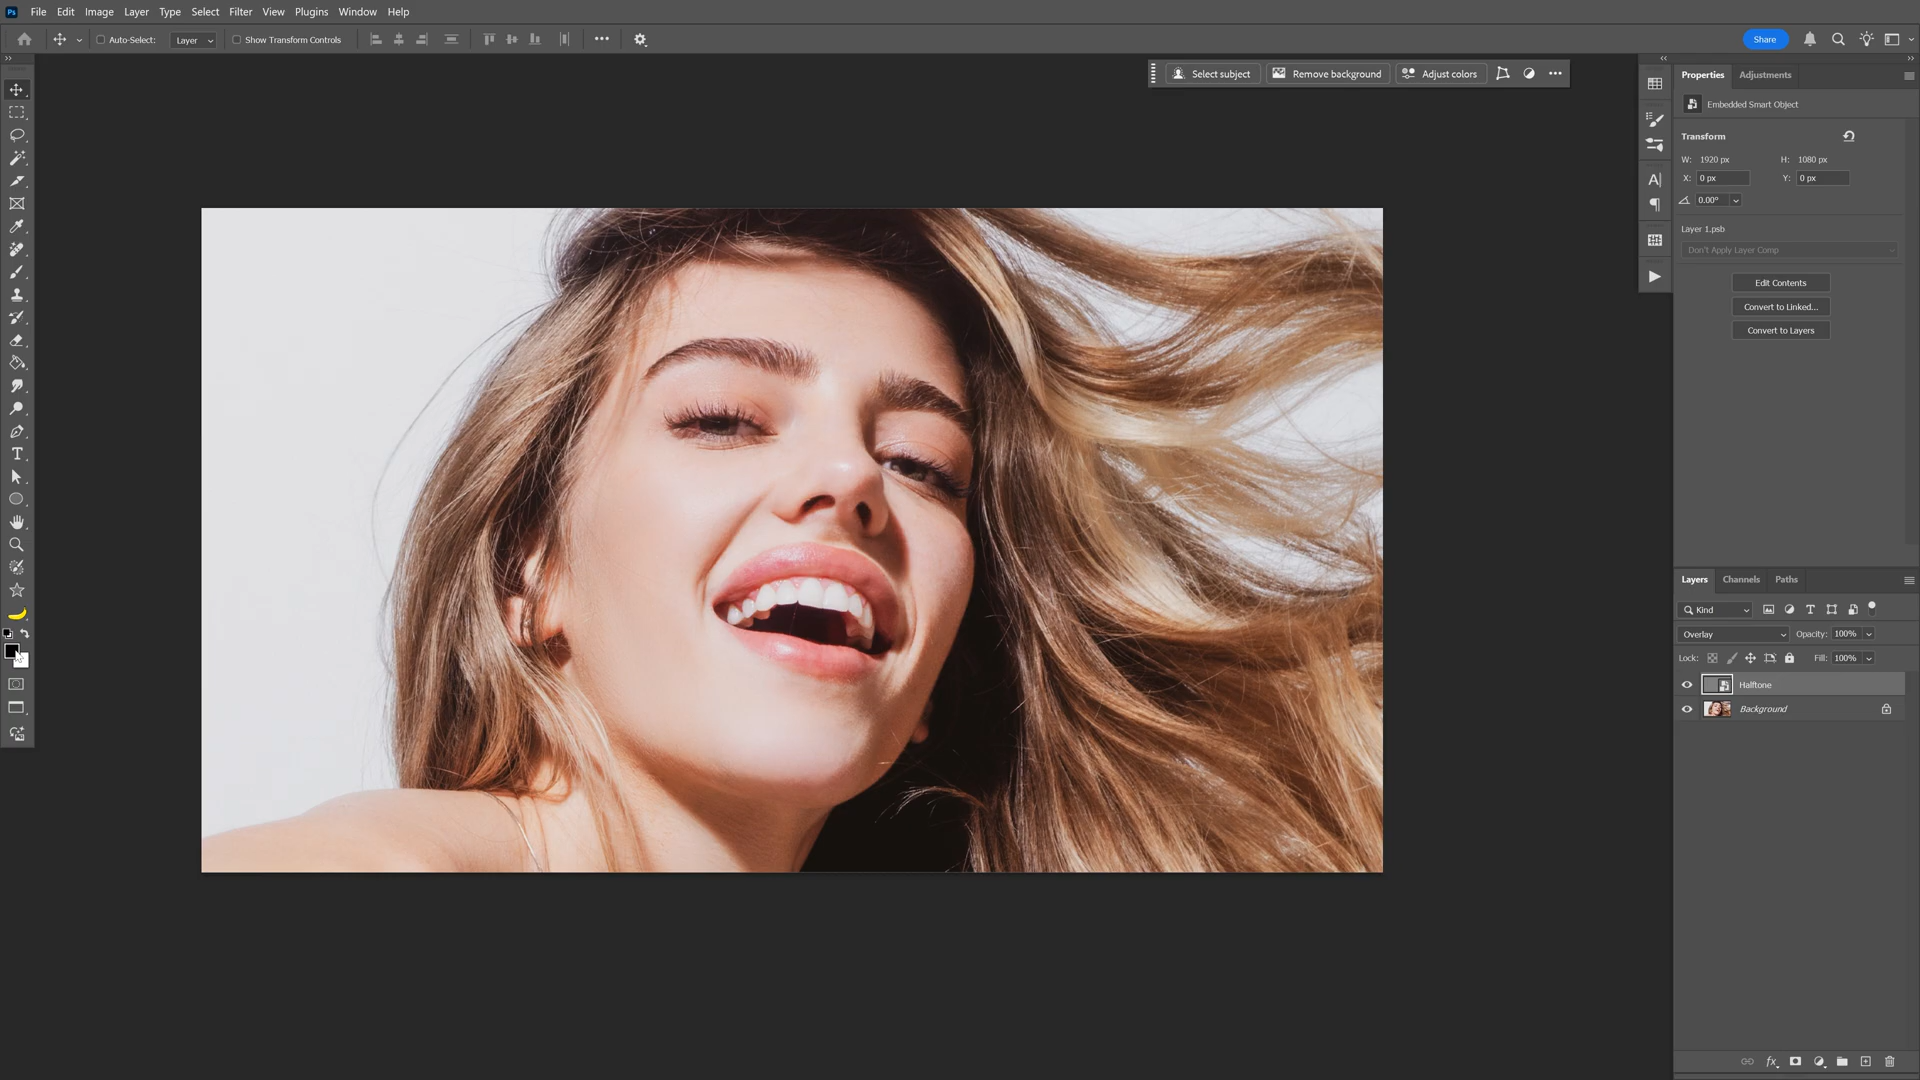 Ps File Edit Image Layer Type Select Filter View Plugins Window Help
Auto-Select: Layer Show Transform Controls Share
Select subject Remove background Adjust colors
Properties Adjustments
Embedded Smart Object
Transform
W: 1920 px H: 1080 px
X: 0 px Y: 0 px
0.00°
Layer 1.psb
Don't Apply Layer Comp
Edit Contents
Convert to Linked...
Convert to Layers
Layers Channels Paths
Kind
Overlay Opacity: 100%
Lock: Fill: 100%
Halftone
Background